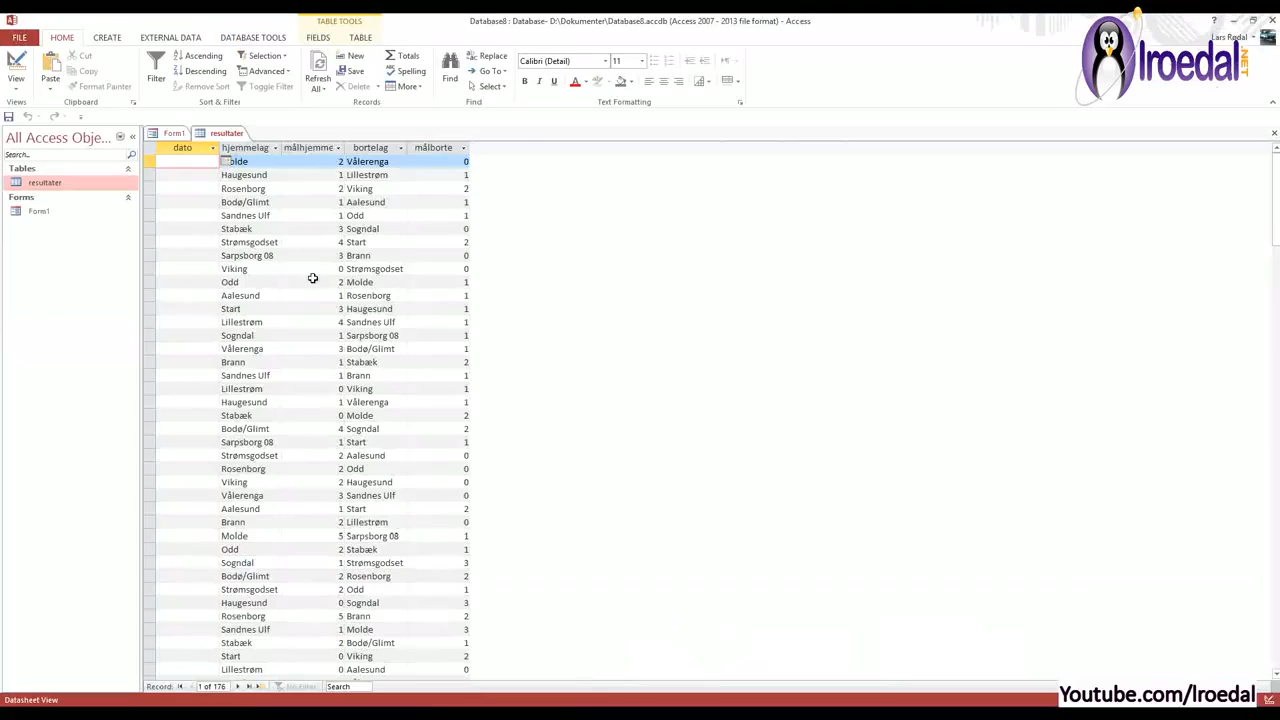 Database8 : Database- D:\Dokumenter\Database8.accdb (Access 2007 - 2013 file format) - Access
TABLE TOOLS
FILE HOME CREATE EXTERNAL DATA DATABASE TOOLS FIELDS TABLE
Lars Rødal
lroedal
.NET
View
Views
Paste
Cut
Copy
Format Painter
Clipboard
Filter
Ascending
Descending
Selection
Advanced
Toggle Filter
Sort & Filter
Refresh All
New
Save
Delete
Totals
Spelling
More
Records
Find
Replace
Go To
Select
Find
Calibri (Detail) 11
B I U
Text Formatting
All Access Obje...
Search...
Tables
resultater
Forms
Form1
Form1 resultater
dato hjemmelag målhjemme bortelag målborte
olde 2 Vålerenga 0
Haugesund 1 Lillestrøm 1
Rosenborg 2 Viking 2
Bodø/Glimt 1 Aalesund 1
Sandnes Ulf 1 Odd 1
Stabæk 3 Sogndal 0
Strømsgodset 4 Start 2
Sarpsborg 08 3 Brann 0
Viking 0 Strømsgodset 0
Odd 2 Molde 1
Aalesund 1 Rosenborg 1
Start 3 Haugesund 1
Lillestrøm 4 Sandnes Ulf 1
Sogndal 1 Sarpsborg 08 1
Vålerenga 3 Bodø/Glimt 1
Brann 1 Stabæk 2
Sandnes Ulf 1 Brann 1
Lillestrøm 0 Viking 1
Haugesund 1 Vålerenga 1
Stabæk 0 Molde 2
Bodø/Glimt 4 Sogndal 2
Sarpsborg 08 1 Start 1
Strømsgodset 2 Aalesund 0
Rosenborg 2 Odd 0
Viking 2 Haugesund 0
Vålerenga 3 Sandnes Ulf 0
Aalesund 1 Start 2
Brann 2 Lillestrøm 0
Molde 5 Sarpsborg 08 1
Odd 2 Stabæk 1
Sogndal 1 Strømsgodset 3
Bodø/Glimt 2 Rosenborg 2
Strømsgodset 2 Odd 1
Haugesund 0 Sogndal 3
Rosenborg 5 Brann 2
Sandnes Ulf 1 Molde 3
Stabæk 2 Bodø/Glimt 1
Start 0 Viking 2
Lillestrøm 0 Aalesund 0
Record: 1 of 176 No Filter Search
Datasheet View
Youtube.com/lroedal